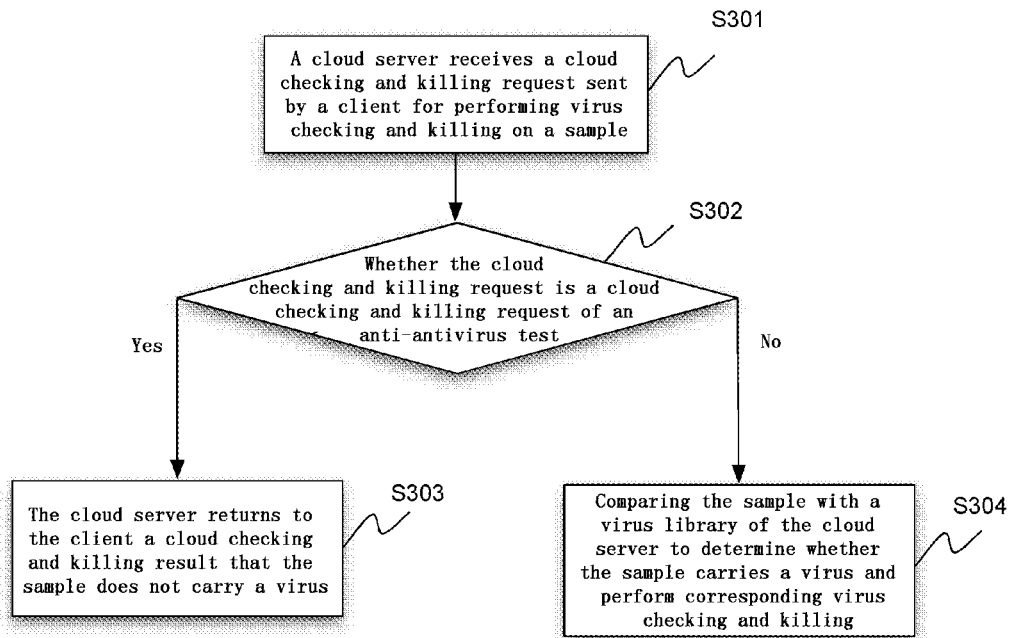 S301
A cloud server receives a cloud
checking and killing request sent
by a client for performing virus
checking and killing on a sample
S302
Whether the cloud
checking and killing request is a cloud
checking and killing request of an
anti-antivirus test
Yes
No
S303
The cloud server returns to
the client a cloud checking
and killing result that the
sample does not carry a virus
S304
Comparing the sample with a
virus library of the cloud
server to determine whether
the sample carries a virus and
perform corresponding virus
checking and killing